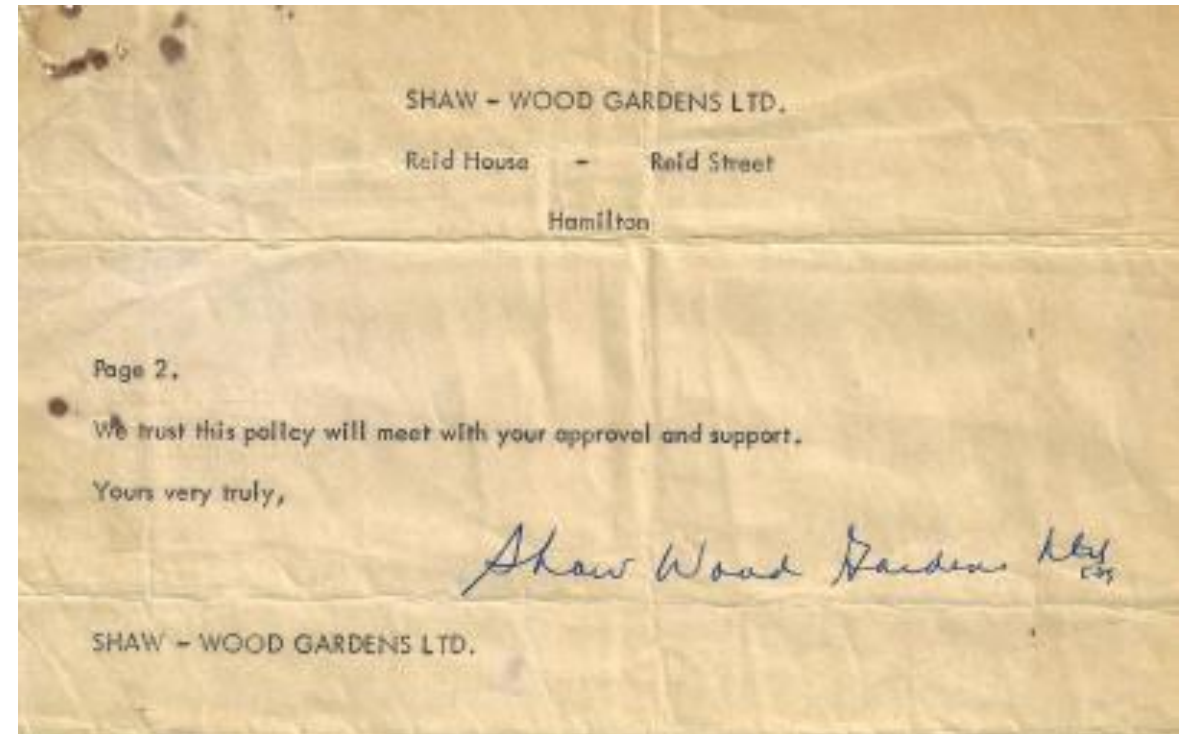 SHAW - WOOD GARDENS LTD.
Reid House - Reid Street
Hamilton
Page 2.
We trust this policy will meet with your approval and support.
Yours very truly,
Shaw Wood Gardens Ltd
SHAW - WOOD GARDENS LTD.